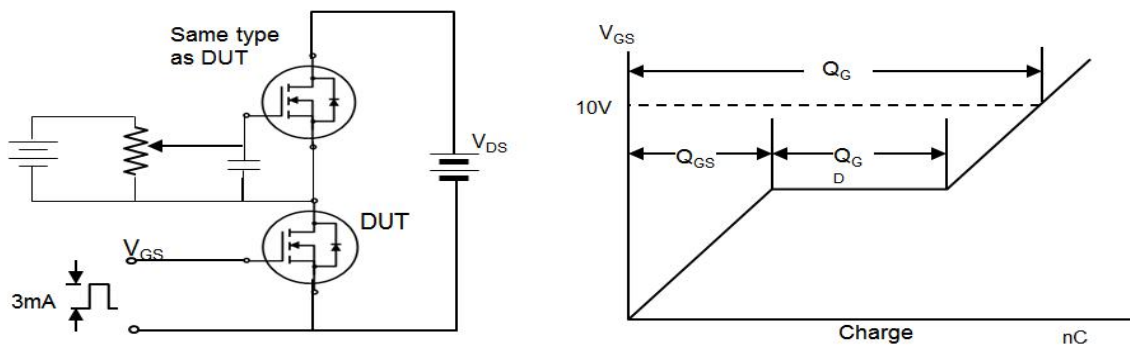 Same type
as DUT
V_DS
DUT
V_GS
3mA
V_GS
Q_G
10V
Q_GS
Q_G
D
Charge
nC